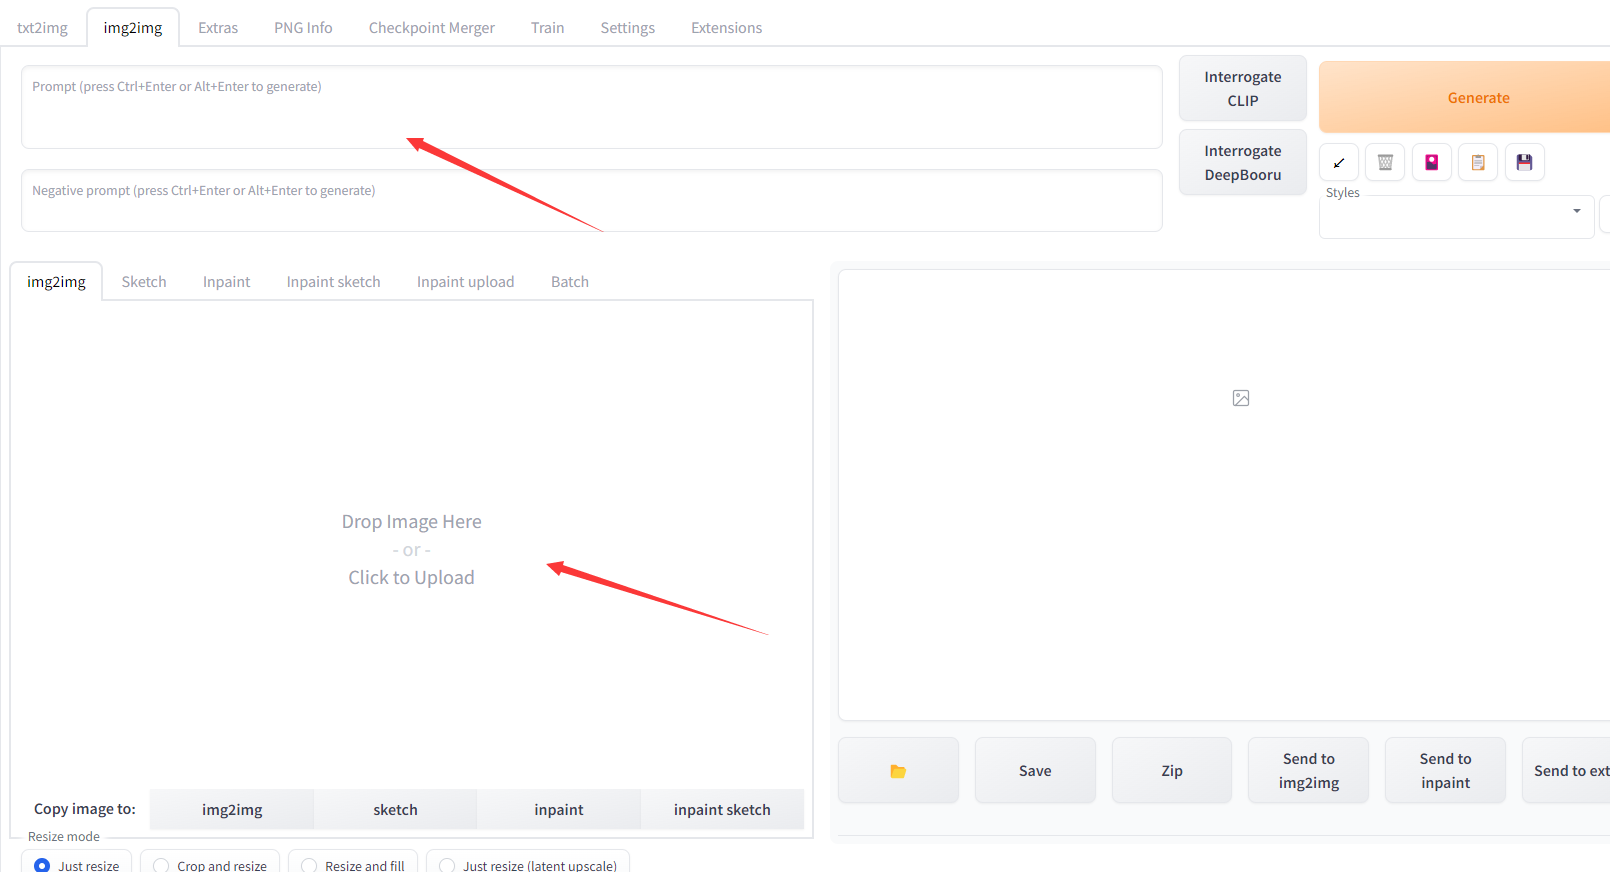 txt2img img2img Extras PNG Info Checkpoint Merger Train Settings Extensions
Prompt (press Ctrl+Enter or Alt+Enter to generate)
Negative prompt (press Ctrl+Enter or Alt+Enter to generate)
Interrogate
CLIP
Interrogate
DeepBooru
Generate
Styles
img2img Sketch Inpaint Inpaint sketch Inpaint upload Batch
Drop Image Here
- or -
Click to Upload
Copy image to: img2img sketch inpaint inpaint sketch
Resize mode
Just resize Crop and resize Resize and fill Just resize (latent upscale)
Save
Zip
Send to
img2img
Send to
inpaint
Send to ext